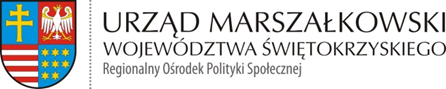 URZĄD MARSZAŁKOWSKI
WOJEWÓDZTWA ŚWIĘTOKRZYSKIEGO
Regionalny Ośrodek Polityki Społecznej